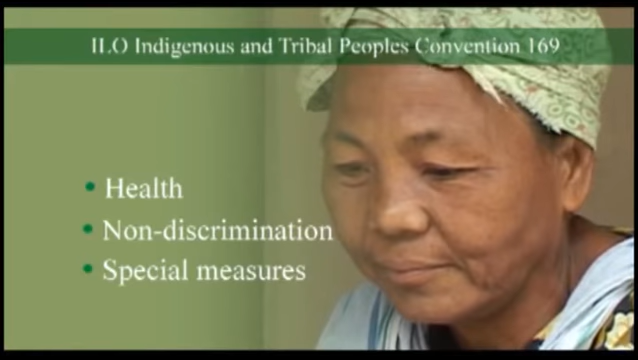 ILO Indigenous and Tribal Peoples Convention 169
• Health
• Non-discrimination
• Special measures